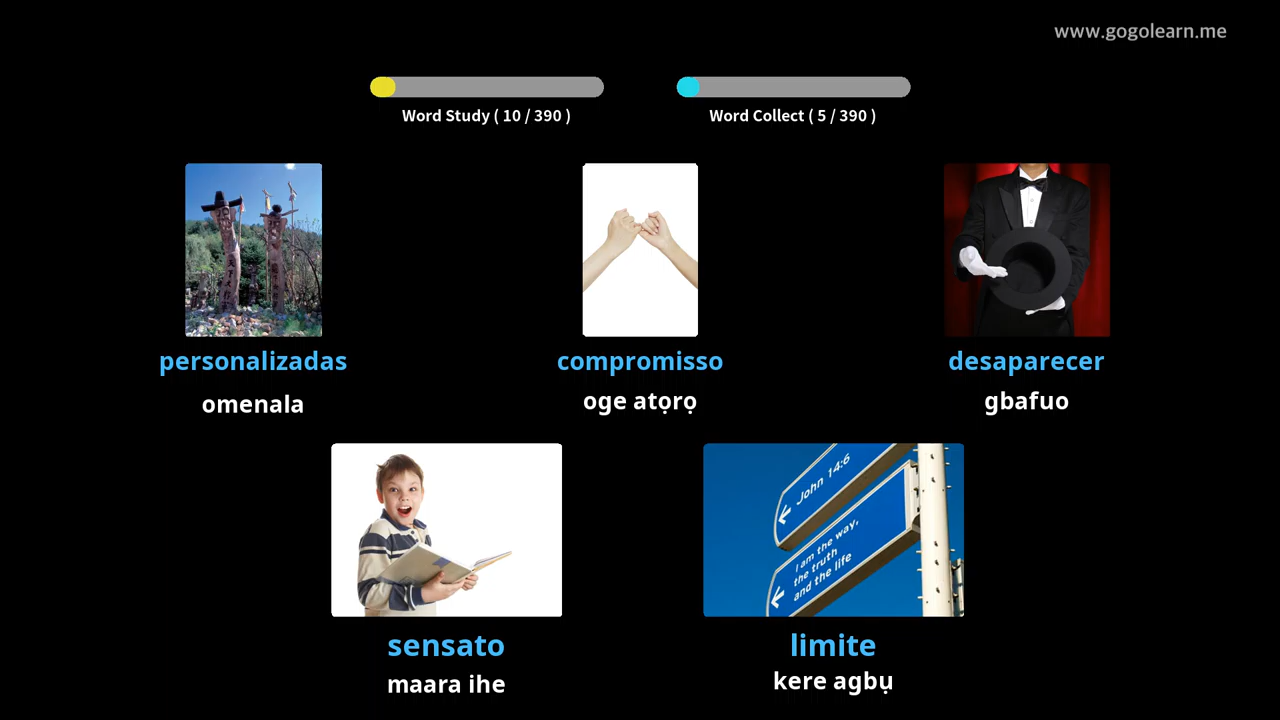 www.gogolearn.me
Word Study ( 10 / 390 )
Word Collect ( 5 / 390 )
personalizadas
compromisso
desaparecer
omenala
oge atọrọ
gbafuo
John 14:6
I am the way,
the truth
and the life
sensato
limite
maara ihe
kere agbụ